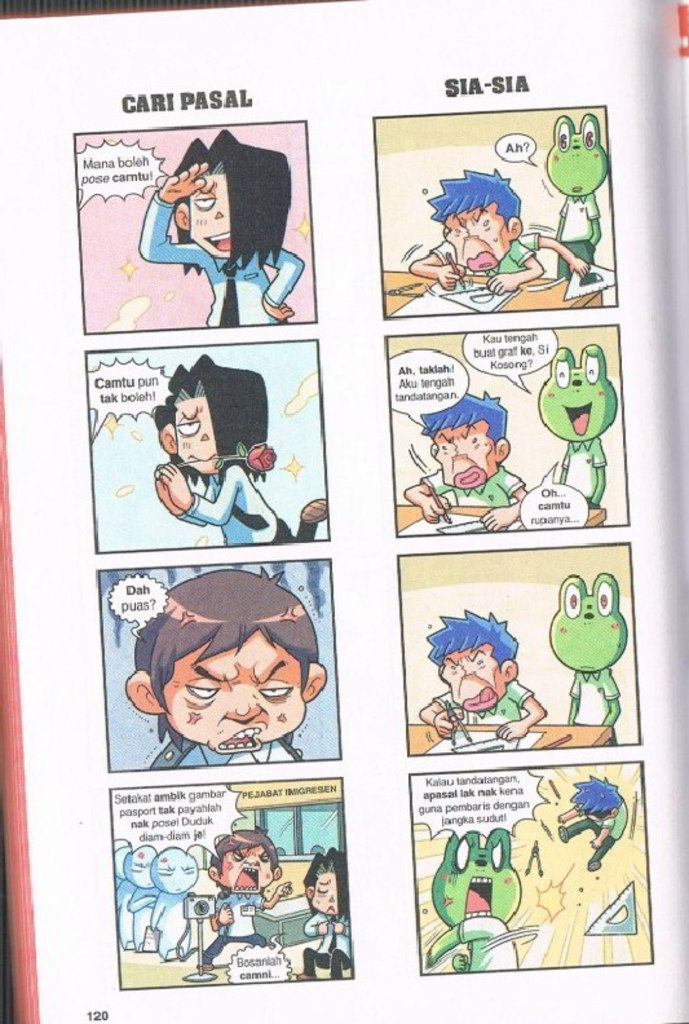 CARI PASAL
Mana boleh
pose camtu!
Camtu pun
tak boleh!
Dah
puas?
Setakat ambik gambar
pasport tak payahlah
nak pose! Duduk
diam-diam je!
PEJABAT IMIGRESEN
Bosanlah
camni...
SIA-SIA
Ah?
Kau tengah
buat graf ke, Si
Kosong?
Ah, taklah!
Aku tengah
tandatangan.
Oh...
camtu
rupanya...
Kalau tandatangan,
apasal lak nak kena
guna pembaris dengan
jangka sudut!
120